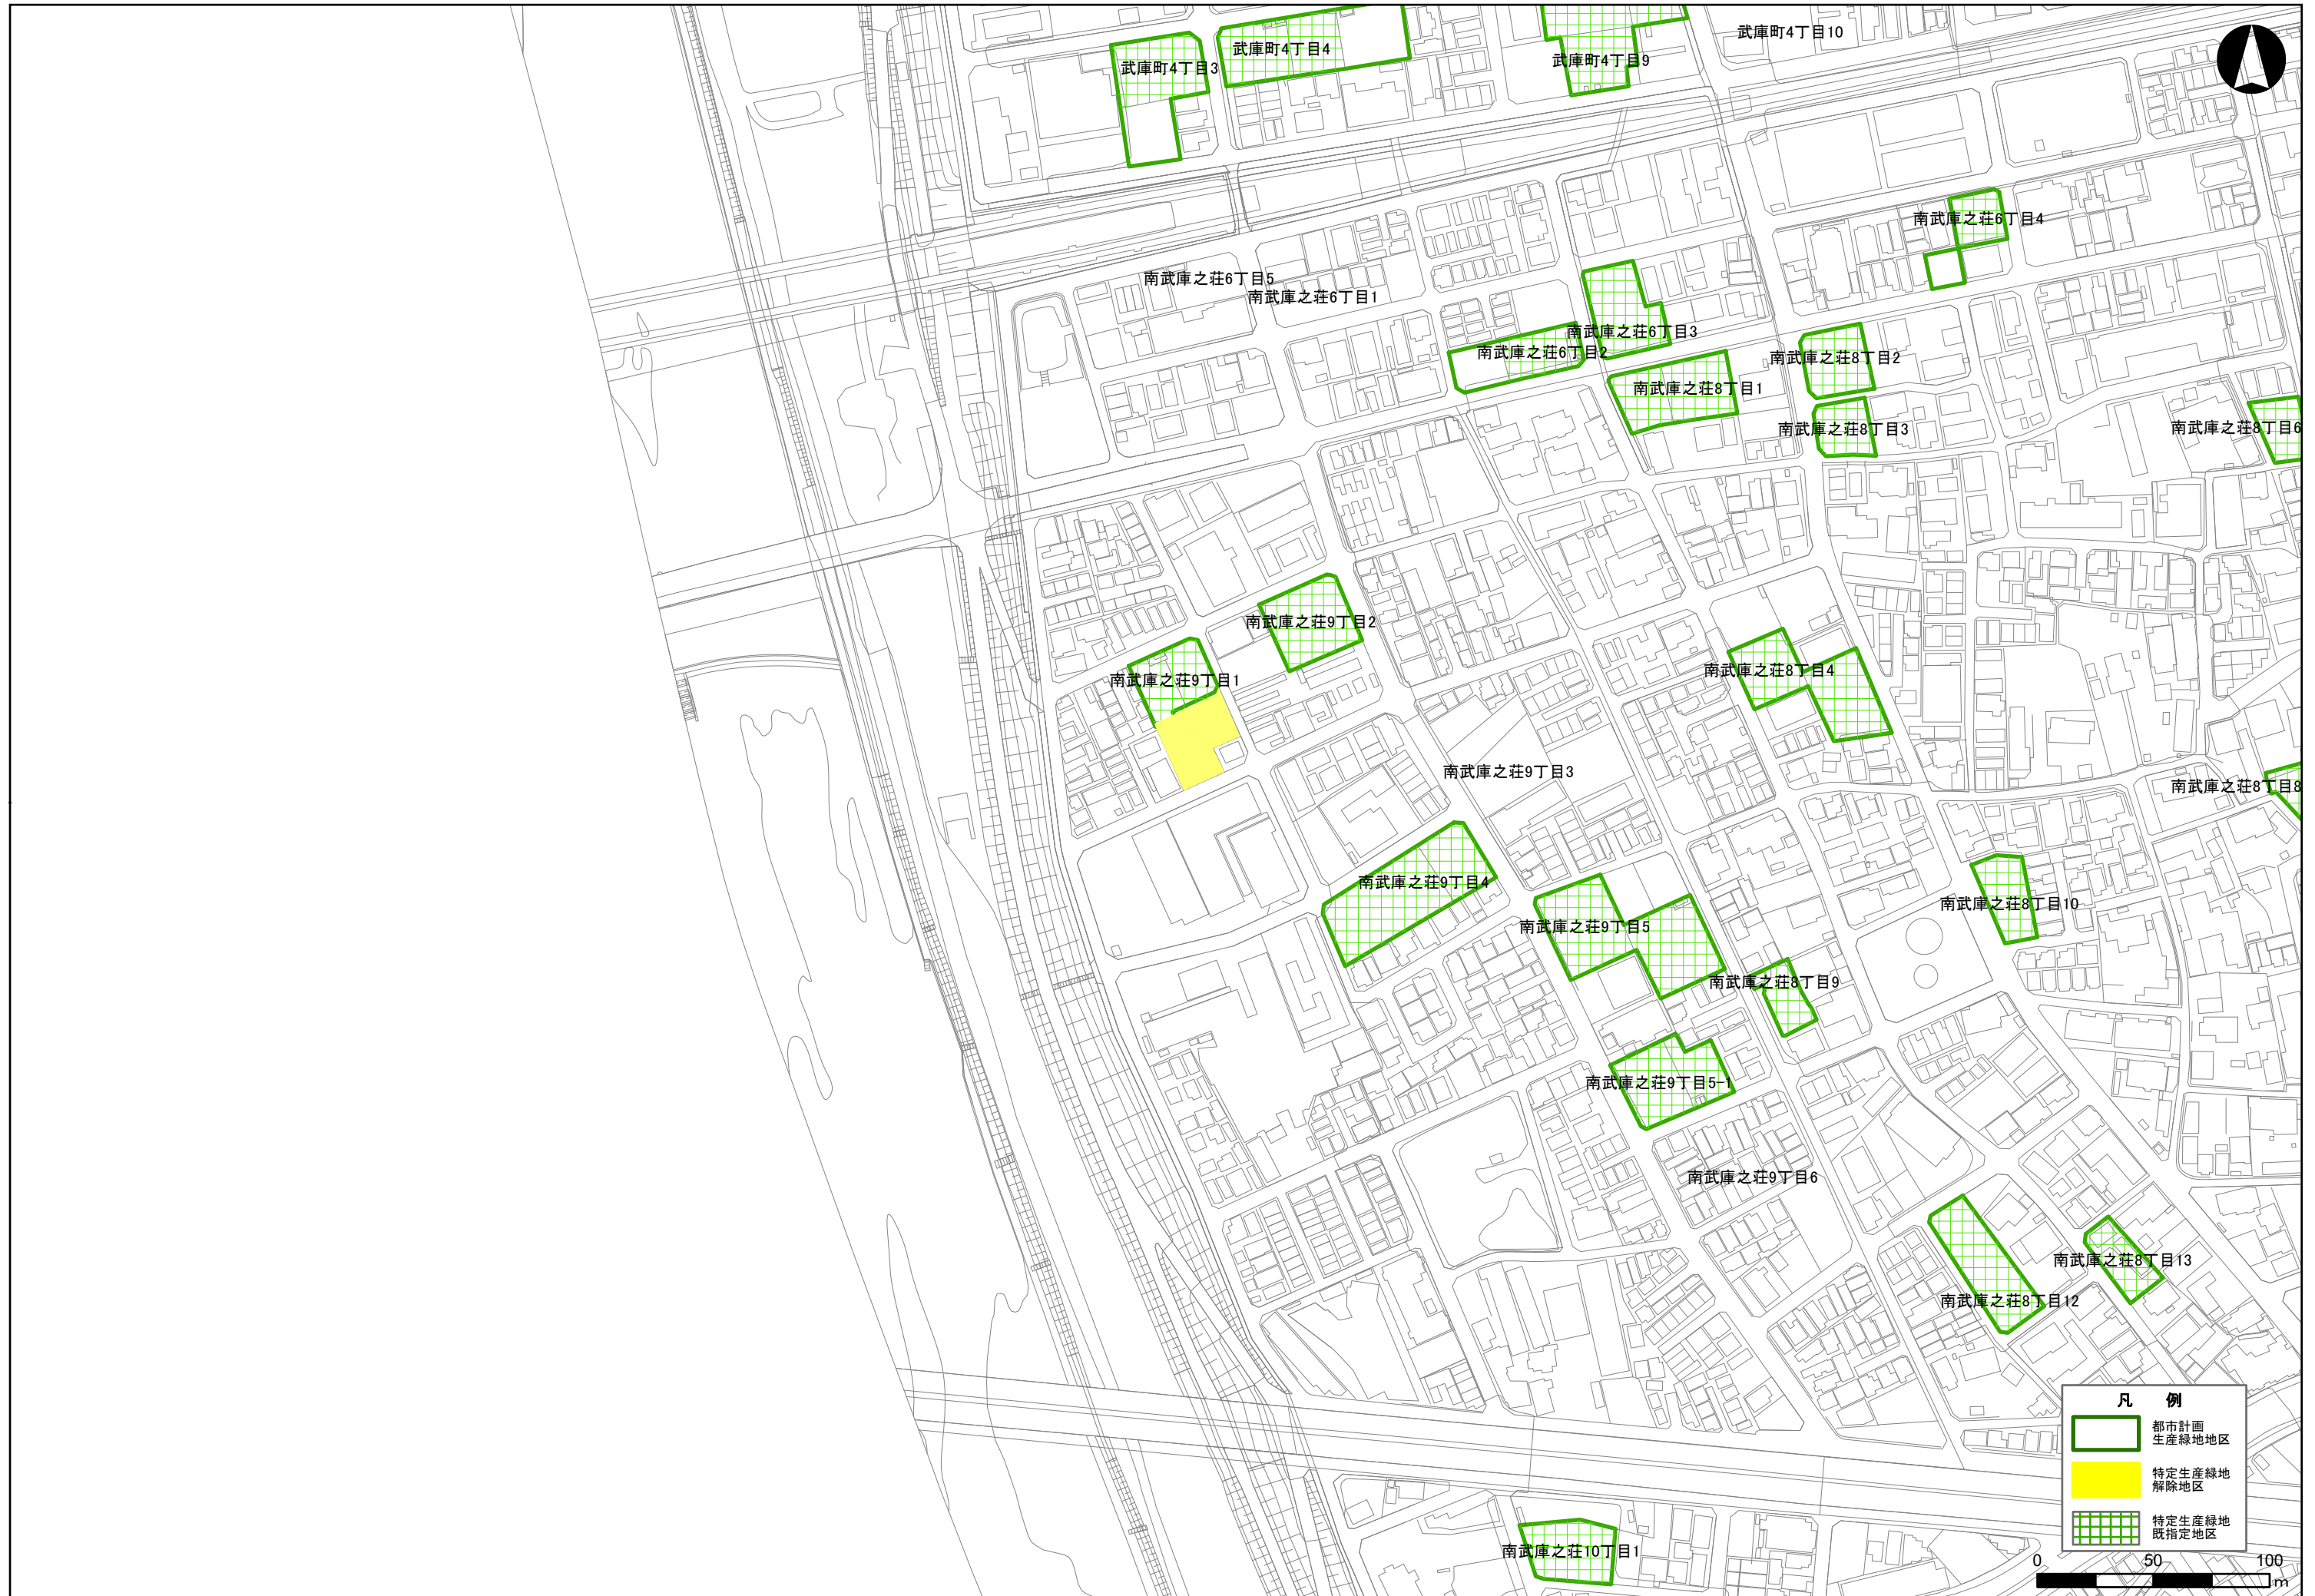 武庫町4丁目10
武庫町4丁目4
武庫町4丁目9
武庫町4丁目3
南武庫之荘6丁目4
南武庫之荘6丁目5
南武庫之荘6丁目1
南武庫之荘6丁目3
南武庫之荘6丁目2
南武庫之荘8丁目2
南武庫之荘8丁目1
南武庫之荘8丁目3
南武庫之荘8丁目6
南武庫之荘9丁目2
南武庫之荘9丁目1
南武庫之荘8丁目4
南武庫之荘9丁目3
南武庫之荘8丁目8
南武庫之荘9丁目4
南武庫之荘8丁目10
南武庫之荘9丁目5
南武庫之荘8丁目9
南武庫之荘9丁目5-1
南武庫之荘9丁目6
南武庫之荘8丁目13
南武庫之荘8丁目12
南武庫之荘10丁目1
凡 例
都市計画
生産緑地地区
特定生産緑地
解除地区
特定生産緑地
既指定地区
0 50 100
m